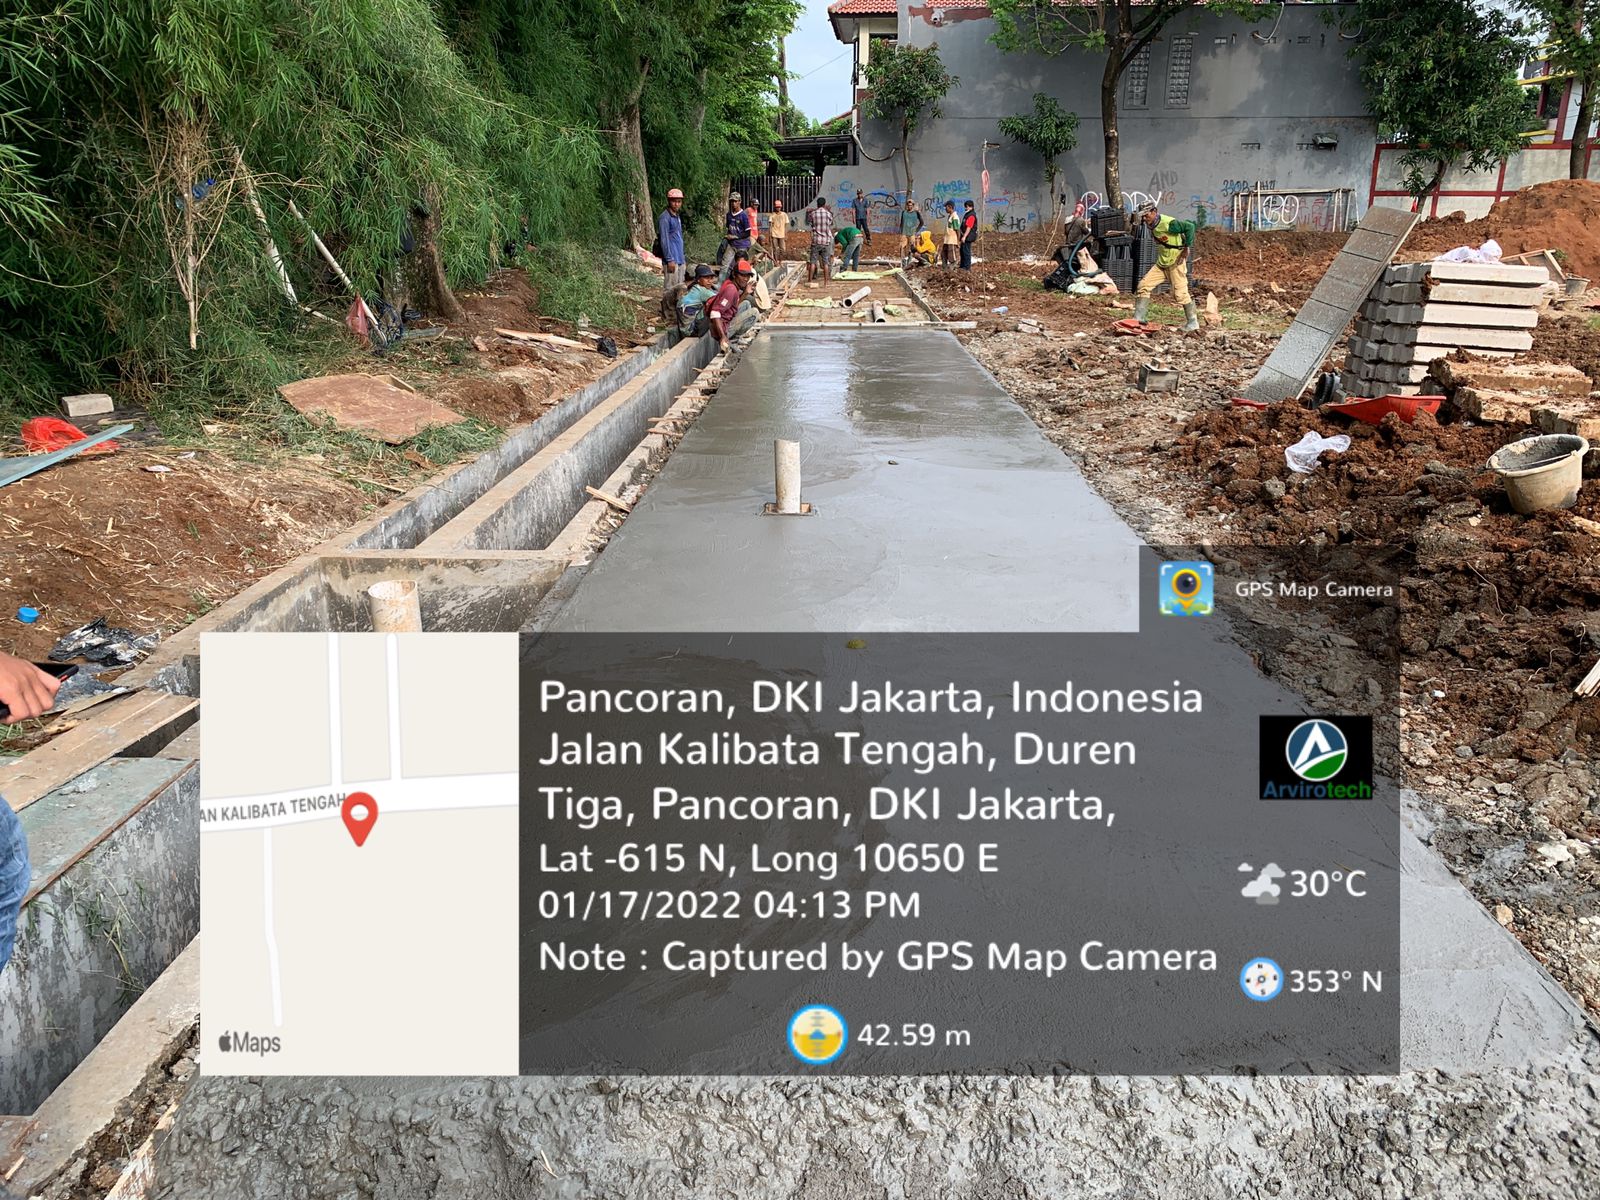 AND
HC
GPS Map Camera
Pancoran, DKI Jakarta, Indonesia
Jalan Kalibata Tengah, Duren
Tiga, Pancoran, DKI Jakarta,
Lat -615 N, Long 10650 E
01/17/2022 04:13 PM
Note : Captured by GPS Map Camera
42.59 m
Arvirotech
30°C
353° N
AN KALIBATA TENGAH
Maps